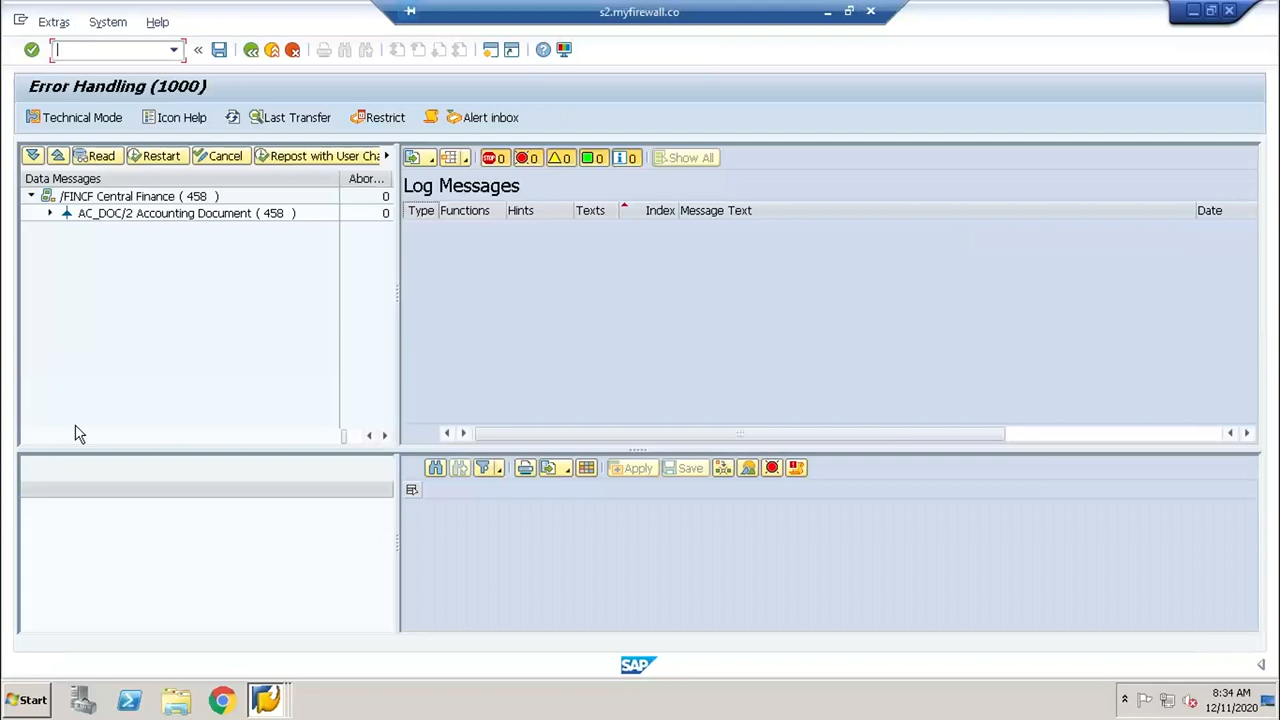 s2.myfirewall.co
Extras System Help
Error Handling (1000)
Technical Mode Icon Help Last Transfer Restrict Alert inbox
Read Restart Cancel Repost with User Cha
STOP 0 0 0 0 0 Show All
Data Messages Abor...
/FINCF Central Finance ( 458 ) 0
AC_DOC/2 Accounting Document ( 458 ) 0
Log Messages
Type Functions Hints Texts Index Message Text Date
Apply Save
SAP
Start
8:34 AM
12/11/2020